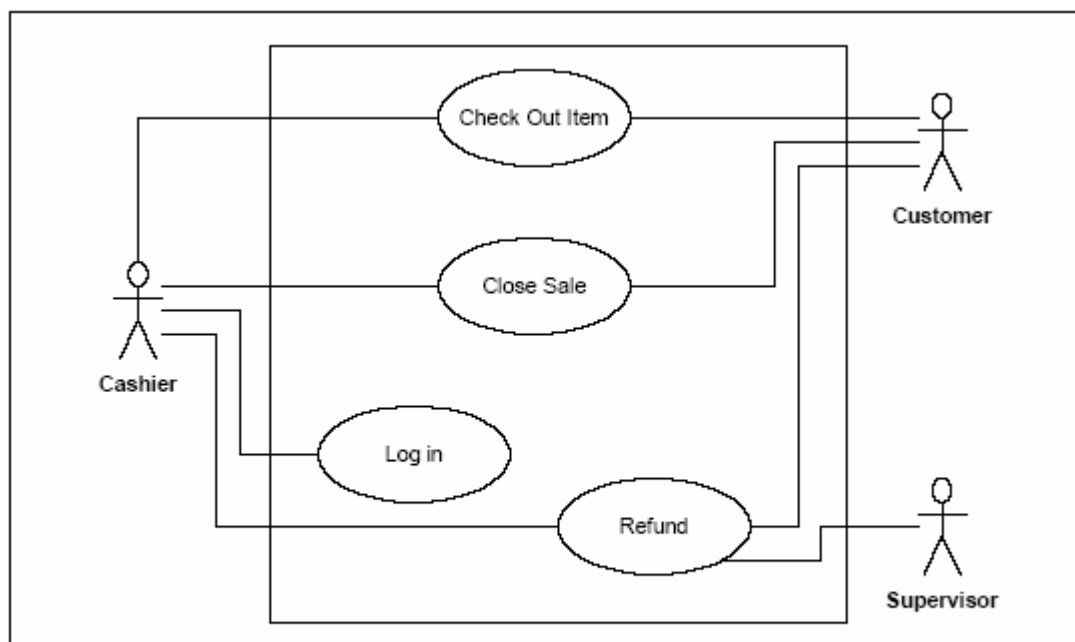 Check Out Item
Customer
Close Sale
Cashier
Log in
Refund
Supervisor